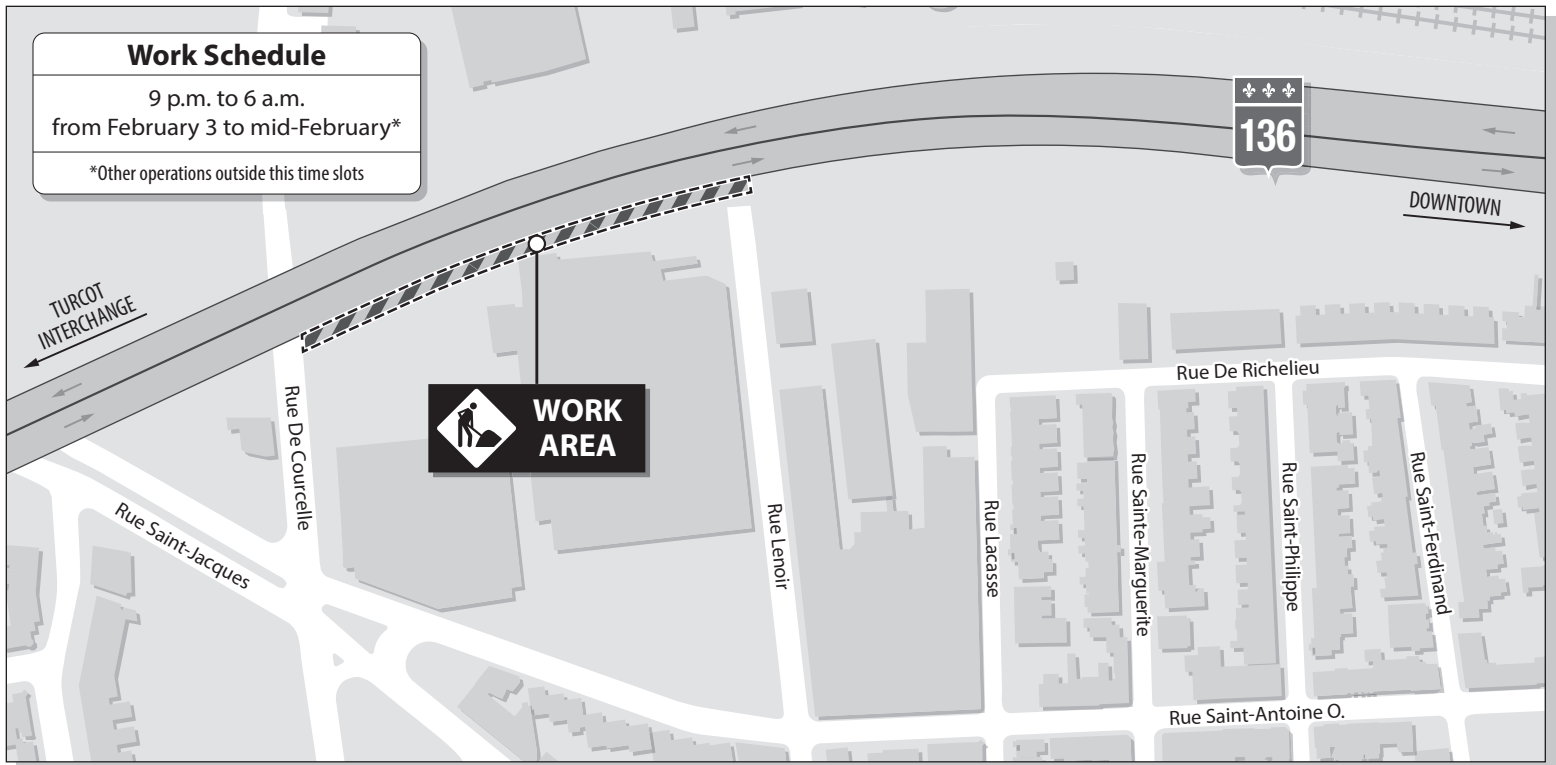 Work Schedule
9 p.m. to 6 a.m.
from February 3 to mid-February*
*Other operations outside this time slots
136
DOWNTOWN
TURCOT
INTERCHANGE
WORK
AREA
Rue De Courcelle
Rue Saint-Jacques
Rue Lenoir
Rue De Richelieu
Rue Lacasse
Rue Sainte-Marguerite
Rue Saint-Philippe
Rue Saint-Ferdinand
Rue Saint-Antoine O.